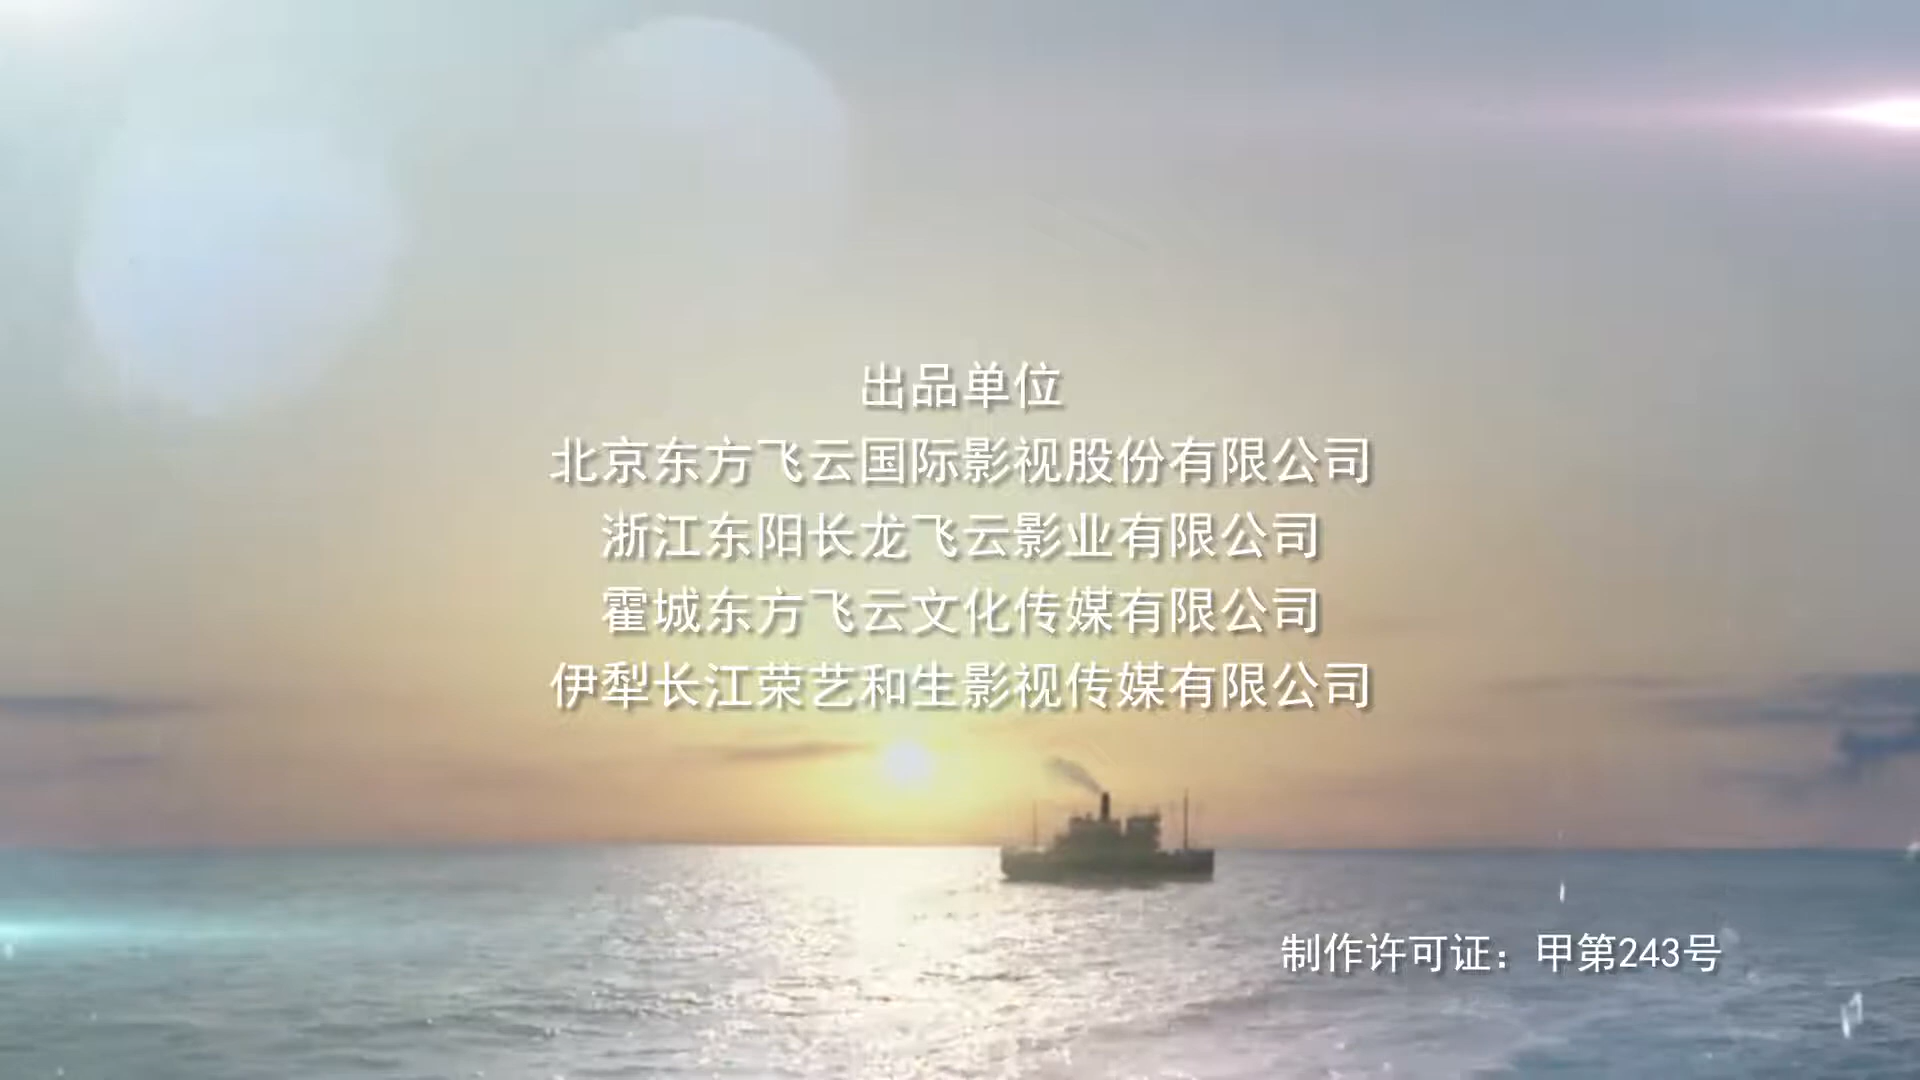 出品单位
北京东方飞云国际影视股份有限公司
浙江东阳长龙飞云影业有限公司
霍城东方飞云文化传媒有限公司
伊犁长江荣艺和生影视传媒有限公司
制作许可证：甲第243号